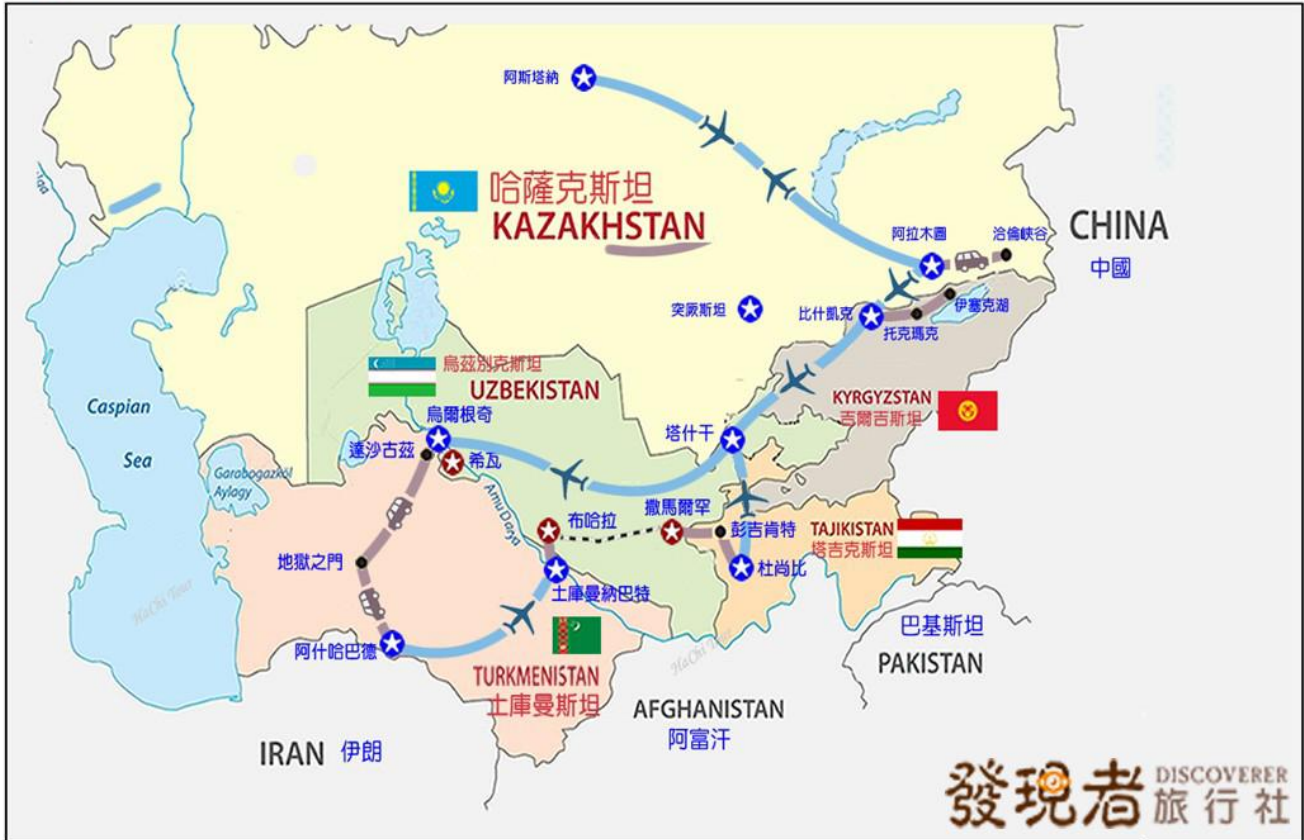 阿斯塔納
哈薩克斯坦
KAZAKHSTAN
CHINA
中國
阿拉木圖
洽倫峽谷
突厥斯坦
比什凱克
伊塞克湖
托克瑪克
烏茲別克斯坦
UZBEKISTAN
KYRGYZSTAN
吉爾吉斯坦
Caspian
Sea
烏爾根奇
塔什干
達沙古茲
希瓦
Garabogazköl
Aylagy
Amu Darya
布哈拉
撒馬爾罕
彭吉肯特
TAJIKISTAN
塔吉克斯坦
地獄之門
土庫曼納巴特
杜尚比
HaChi Tour
阿什哈巴德
TURKMENISTAN
土庫曼斯坦
HaChi Tour
巴基斯坦
PAKISTAN
AFGHANISTAN
阿富汗
IRAN 伊朗
發現者 DISCOVERER
旅行社